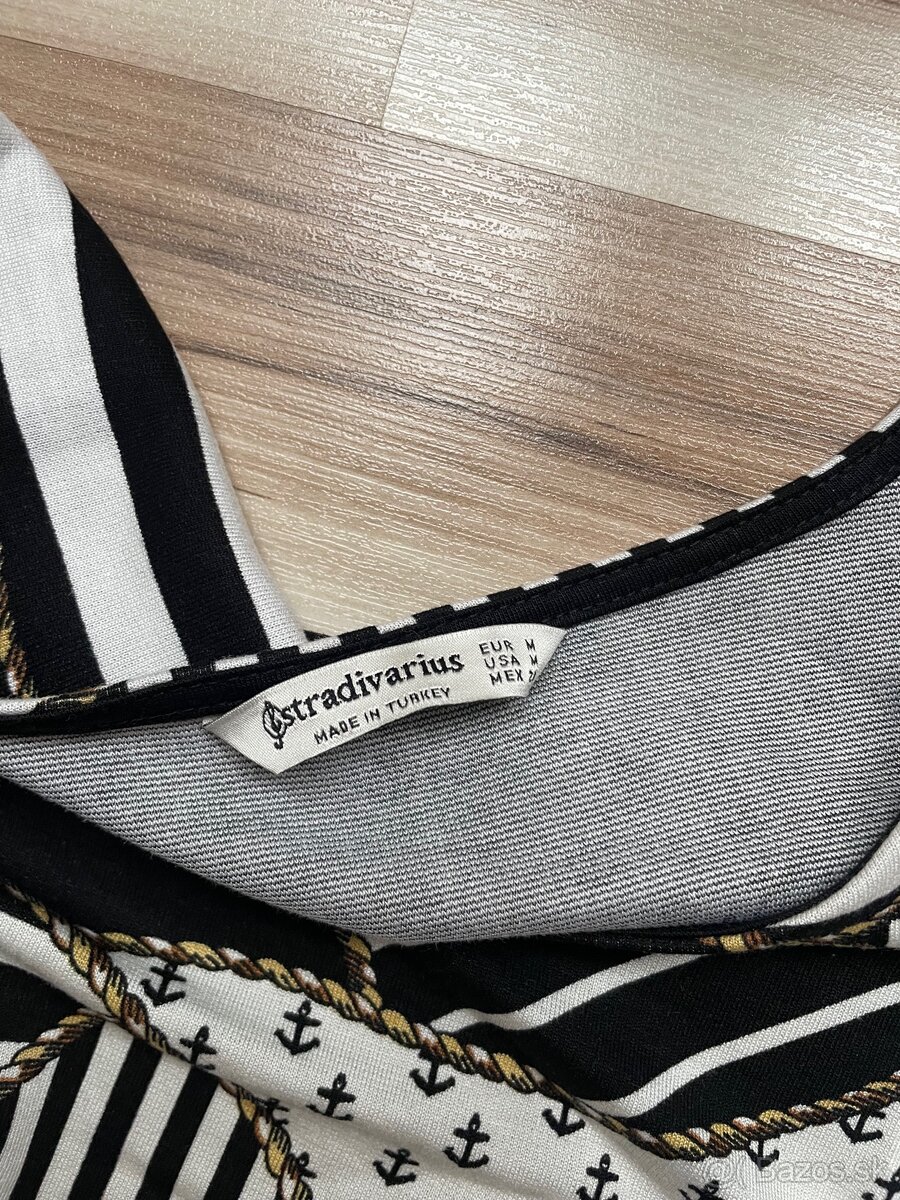 stradivarius
MADE IN TURKEY
EUR M
USA M
MEX
Bazos.sk